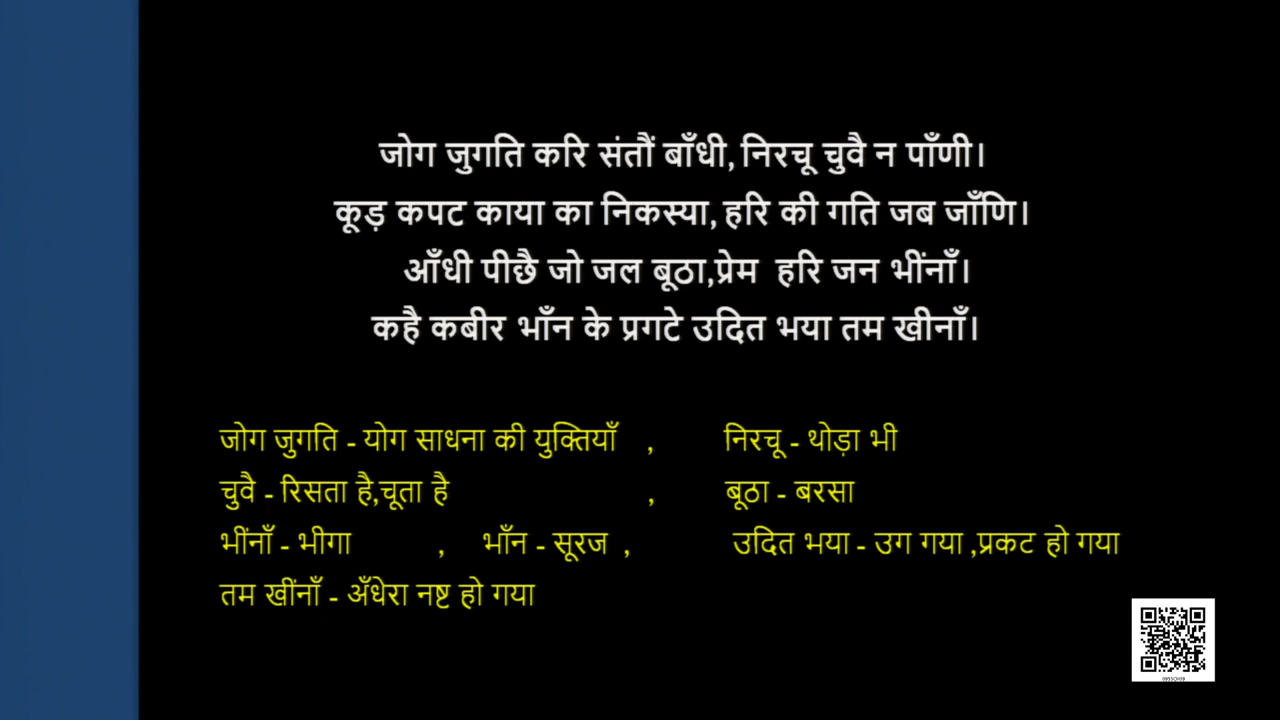 जोग जुगति करि संतौं बाँधी, निरचू चुवै न पाँणी।
कूड़ कपट काया का निकस्या, हरि की गति जब जाँणि।
आँधी पीछै जो जल बूठा,प्रेम हरि जन भींनाँ।
कहै कबीर भाँन के प्रगटे उदित भया तम खीनाँ।
जोग जुगति - योग साधना की युक्तियाँ , निरचू - थोड़ा भी
चुवै - रिसता है,चूता है , बूठा - बरसा
भींनाँ - भीगा , भाँन - सूरज , उदित भया - उग गया ,प्रकट हो गया
तम खींनाँ - अँधेरा नष्ट हो गया